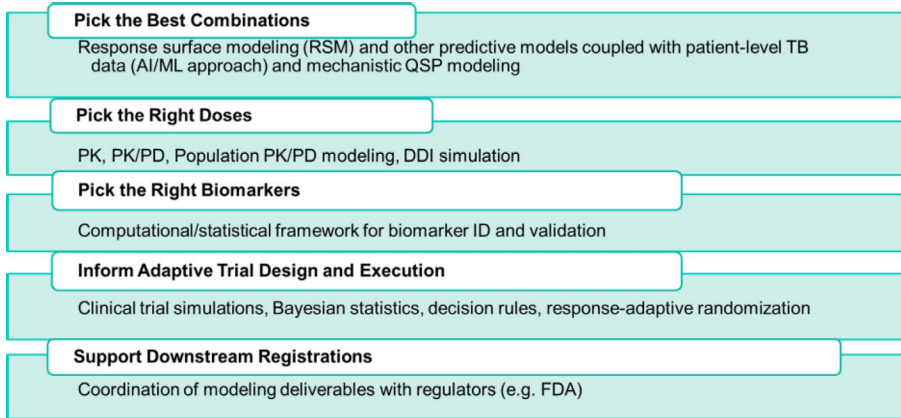 Pick the Best Combinations
Response surface modeling (RSM) and other predictive models coupled with patient-level TB
data (AI/ML approach) and mechanistic QSP modeling
Pick the Right Doses
PK, PK/PD, Population PK/PD modeling, DDI simulation
Pick the Right Biomarkers
Computational/statistical framework for biomarker ID and validation
Inform Adaptive Trial Design and Execution
Clinical trial simulations, Bayesian statistics, decision rules, response-adaptive randomization
Support Downstream Registrations
Coordination of modeling deliverables with regulators (e.g. FDA)